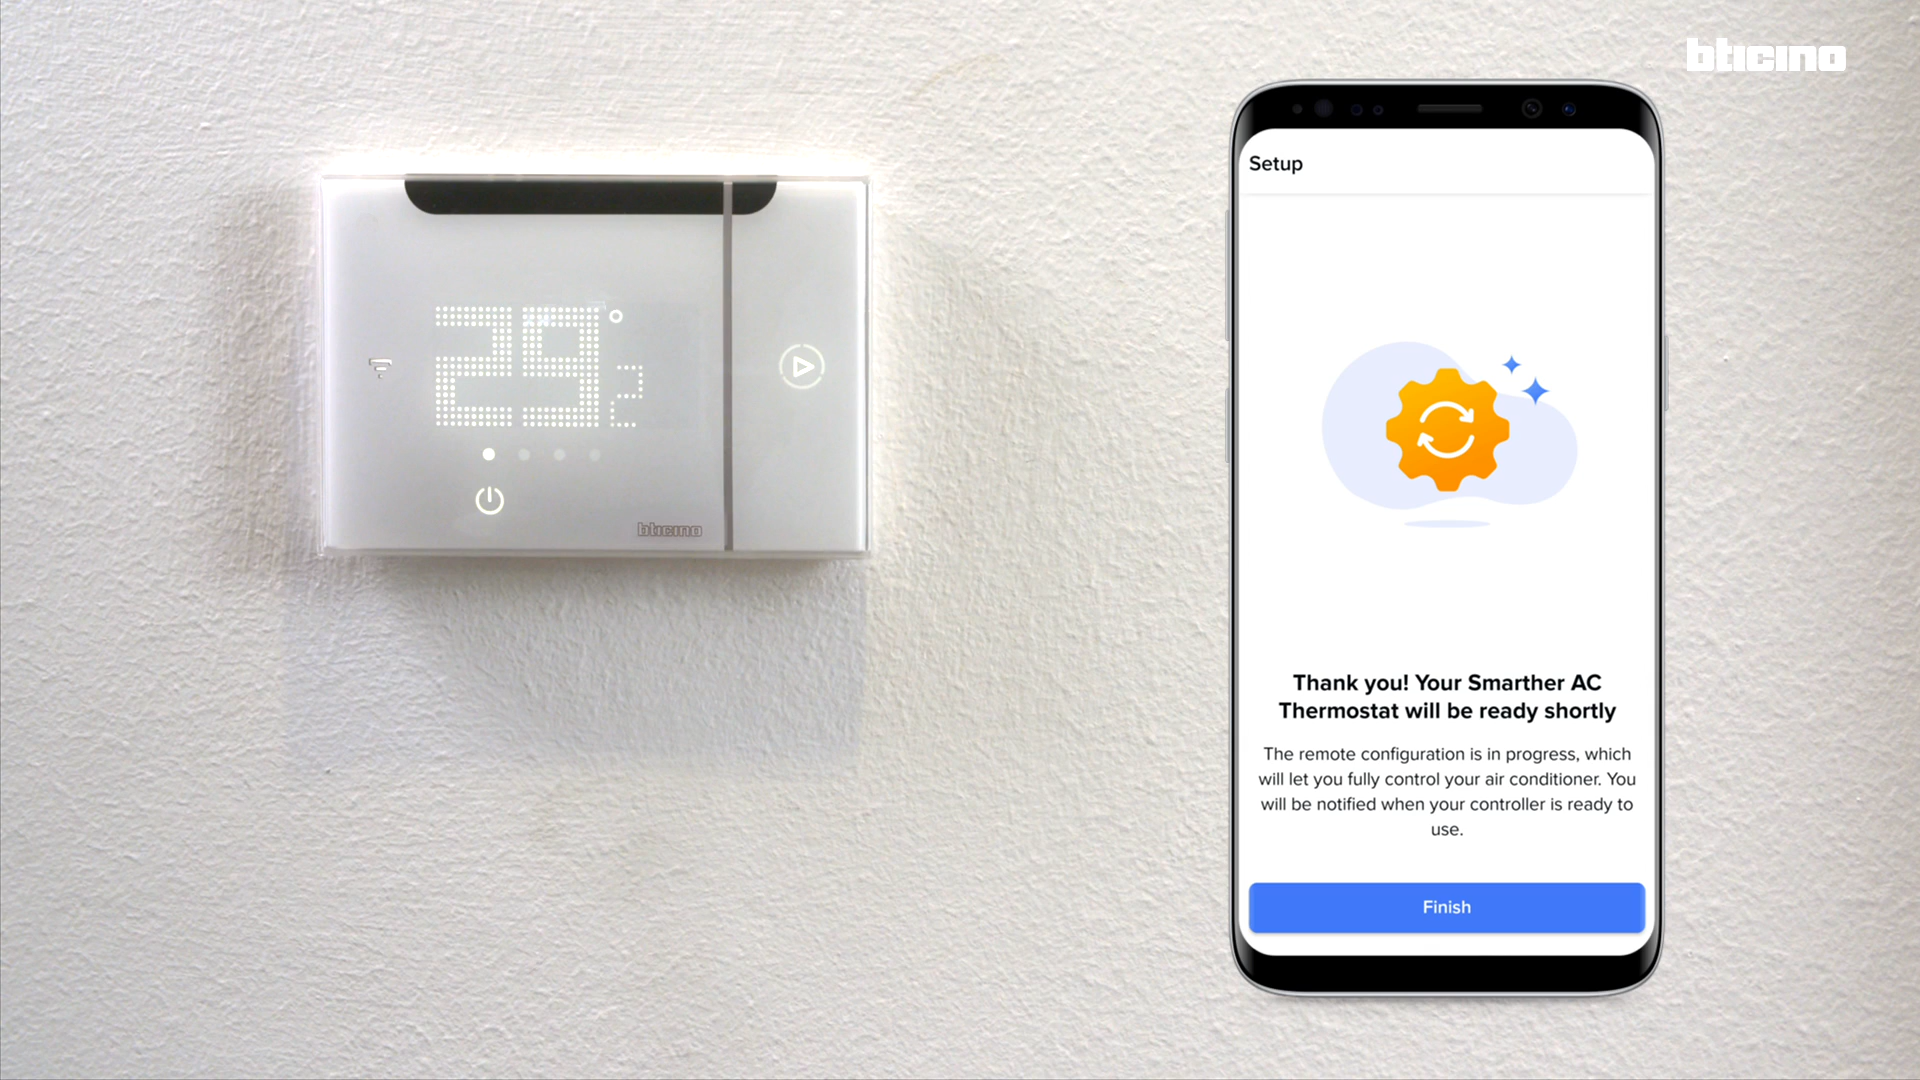 bticino
29°
2
bticino
Setup
Thank you! Your Smarther AC
Thermostat will be ready shortly
The remote configuration is in progress, which
will let you fully control your air conditioner. You
will be notified when your controller is ready to
use.
Finish